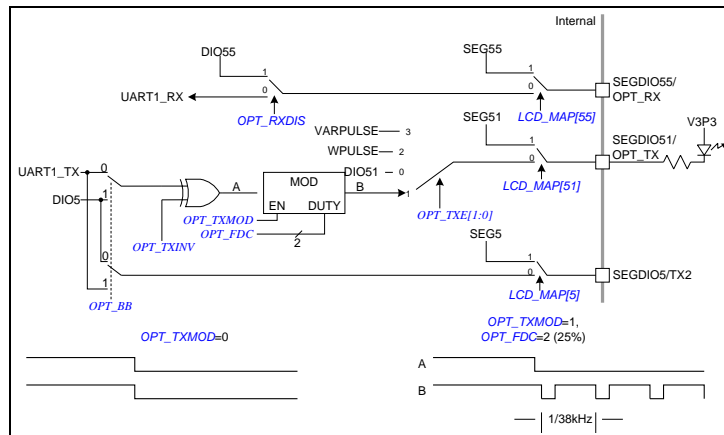 Internal
DIO55
SEG55
1
0
1
0
UART1_RX
OPT_RXDIS
LCD_MAP[55]
SEGDIO55/
OPT_RX
VARPULSE
3
WPULSE
2
DIO51
0
1
SEG51
1
0
V3P3
SEGDIO51/
OPT_TX
UART1_TX
0
DIO5
1
A
MOD
EN DUTY
B
OPT_TXMOD
OPT_FDC
2
OPT_TXINV
OPT_TXE[1:0]
LCD_MAP[51]
SEG5
1
0
0
1
OPT_BB
LCD_MAP[5]
SEGDIO5/TX2
OPT_TXMOD=0
OPT_TXMOD=1,
OPT_FDC=2 (25%)
A
B
1/38kHz